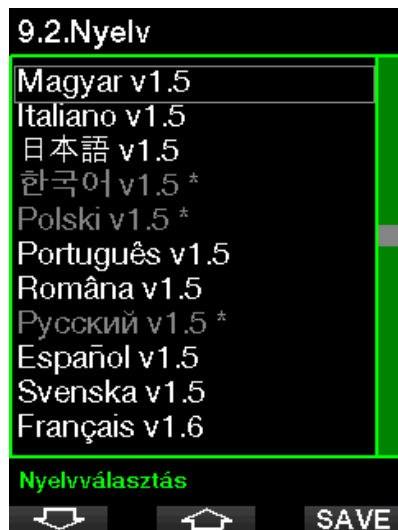 9.2.Nyelv
Magyar v1.5
Italiano v1.5
日本語 v1.5
한국어 v1.5 *
Polski v1.5 *
Português v1.5
Româna v1.5
Русский v1.5 *
Español v1.5
Svenska v1.5
Français v1.6
Nyelvválasztás
SAVE